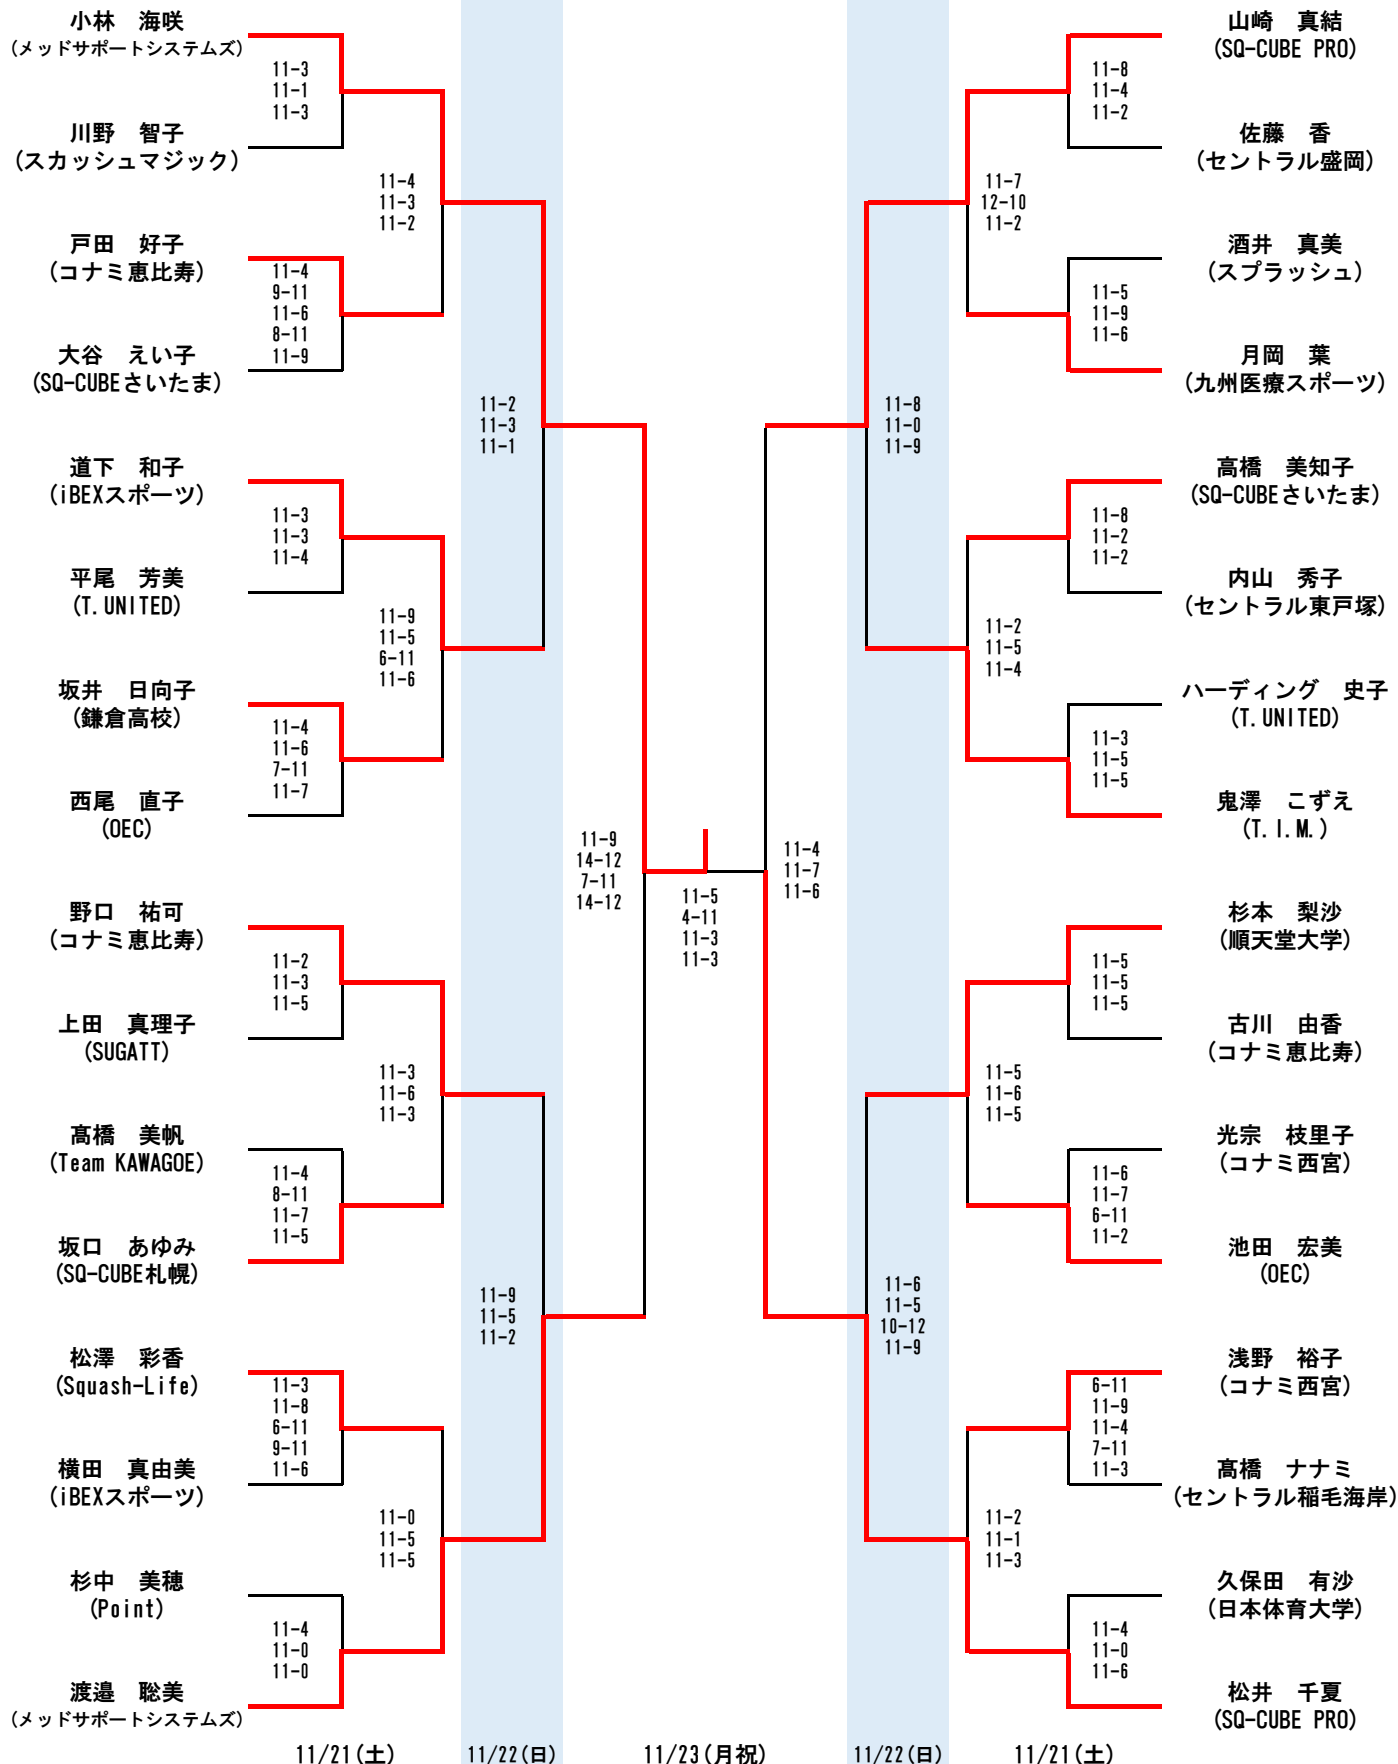 小林　海咲
(メッドサポートシステムズ)
11-3
11-1
11-3
川野　智子
(スカッシュマジック)
11-4
11-3
11-2
戸田　好子
(コナミ恵比寿)
11-4
9-11
11-6
8-11
11-9
大谷　えい子
(SQ-CUBEさいたま)
11-2
11-3
11-1
道下　和子
(iBEXスポーツ)
11-3
11-3
11-4
平尾　芳美
(T.UNITED)
11-9
11-5
6-11
11-6
坂井　日向子
(鎌倉高校)
11-4
11-6
7-11
11-7
西尾　直子
(OEC)
11-9
14-12
7-11
14-12
野口　祐可
(コナミ恵比寿)
11-2
11-3
11-5
上田　真理子
(SUGATT)
11-3
11-6
11-3
髙橋　美帆
(Team KAWAGOE)
11-4
8-11
11-7
11-5
坂口　あゆみ
(SQ-CUBE札幌)
11-9
11-5
11-2
松澤　彩香
(Squash-Life)
11-3
11-8
6-11
9-11
11-6
横田　真由美
(iBEXスポーツ)
11-0
11-5
11-5
杉中　美穂
(Point)
11-4
11-0
11-0
渡邉　聡美
(メッドサポートシステムズ)
11-5
4-11
11-3
11-3
山崎　真結
(SQ-CUBE PRO)
11-8
11-4
11-2
佐藤　香
(セントラル盛岡)
11-7
12-10
11-2
酒井　真美
(スプラッシュ)
11-5
11-9
11-6
月岡　葉
(九州医療スポーツ)
11-8
11-0
11-9
高橋　美知子
(SQ-CUBEさいたま)
11-8
11-2
11-2
内山　秀子
(セントラル東戸塚)
11-2
11-5
11-4
ハーディング　史子
(T.UNITED)
11-3
11-5
11-5
鬼澤　こずえ
(T.I.M.)
11-4
11-7
11-6
杉本　梨沙
(順天堂大学)
11-5
11-5
11-5
古川　由香
(コナミ恵比寿)
11-5
11-6
11-5
光宗　枝里子
(コナミ西宮)
11-6
11-7
6-11
11-2
池田　宏美
(OEC)
11-6
11-5
10-12
11-9
浅野　裕子
(コナミ西宮)
6-11
11-9
11-4
7-11
11-3
髙橋　ナナミ
(セントラル稲毛海岸)
11-2
11-1
11-3
久保田　有沙
(日本体育大学)
11-4
11-0
11-6
松井　千夏
(SQ-CUBE PRO)
11/21(土)
11/22(日)
11/23(月祝)
11/22(日)
11/21(土)